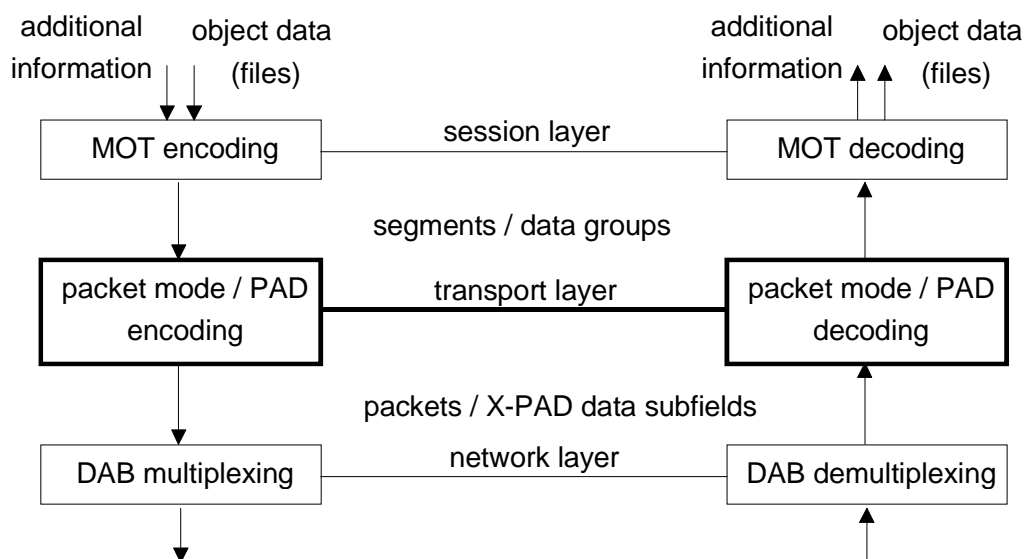 additional
information
object data
(files)
additional
information
object data
(files)
MOT encoding
session layer
MOT decoding
segments / data groups
packet mode / PAD
encoding
transport layer
packet mode / PAD
decoding
packets / X-PAD data subfields
DAB multiplexing
network layer
DAB demultiplexing